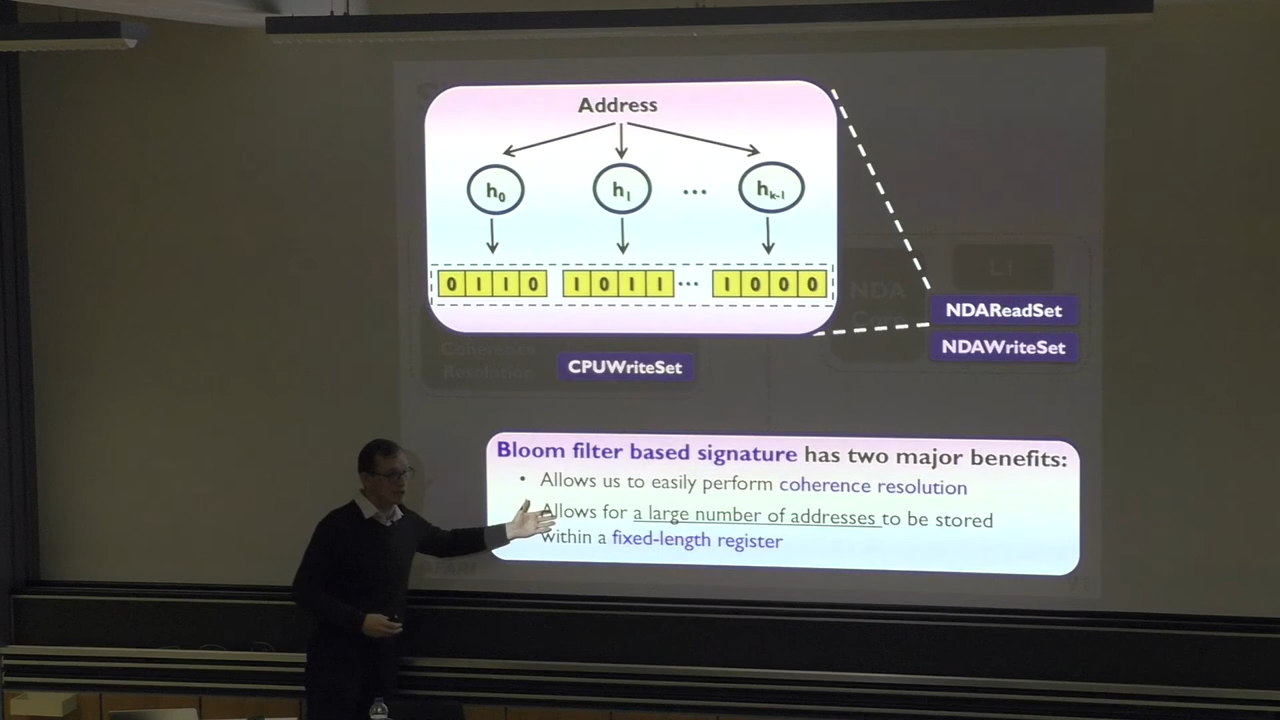 Address
h0 h1 ... hk-1
0 1 1 0 1 0 1 1 ... 1 0 0 0
L1
NDA
Core
NDAReadSet
NDAWriteSet
Coherence
Resolution
CPUWriteSet
Bloom filter based signature has two major benefits:
• Allows us to easily perform coherence resolution
Allows for a large number of addresses to be stored
within a fixed-length register